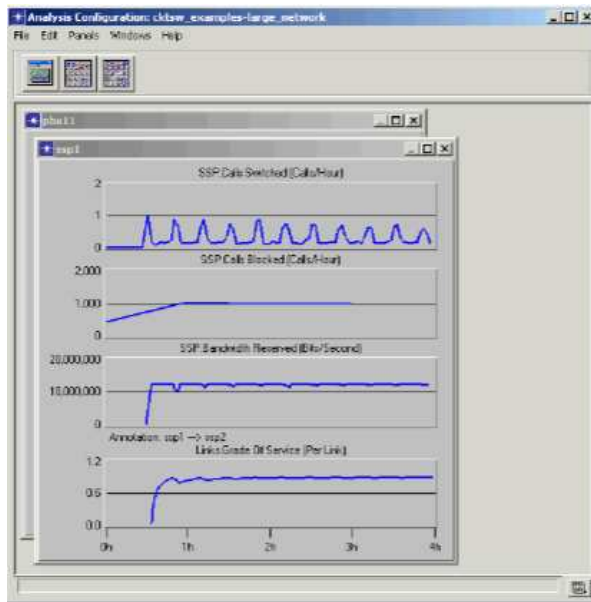 Analysis Configuration: cktsw_examples-large_network
File Edit Panels Windows Help
pbx11
ssp1
SSP.Calls Switched (Calls/Hour)
2
1
0
SSP.Calls Blocked (Calls/Hour)
2,000
1,000
0
SSP.Bandwidth Reserved (Bits/Second)
20,000,000
10,000,000
0
Annotation: ssp1 --> ssp2
Links.Grade Of Service (Per Link)
1.2
0.6
0.0
0h 1h 2h 3h 4h